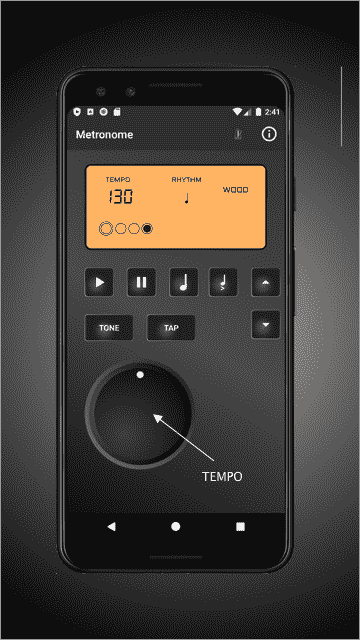 2:41
Metronome
TEMPO
RHYTHM
WOOD
130
TONE
TAP
TEMPO